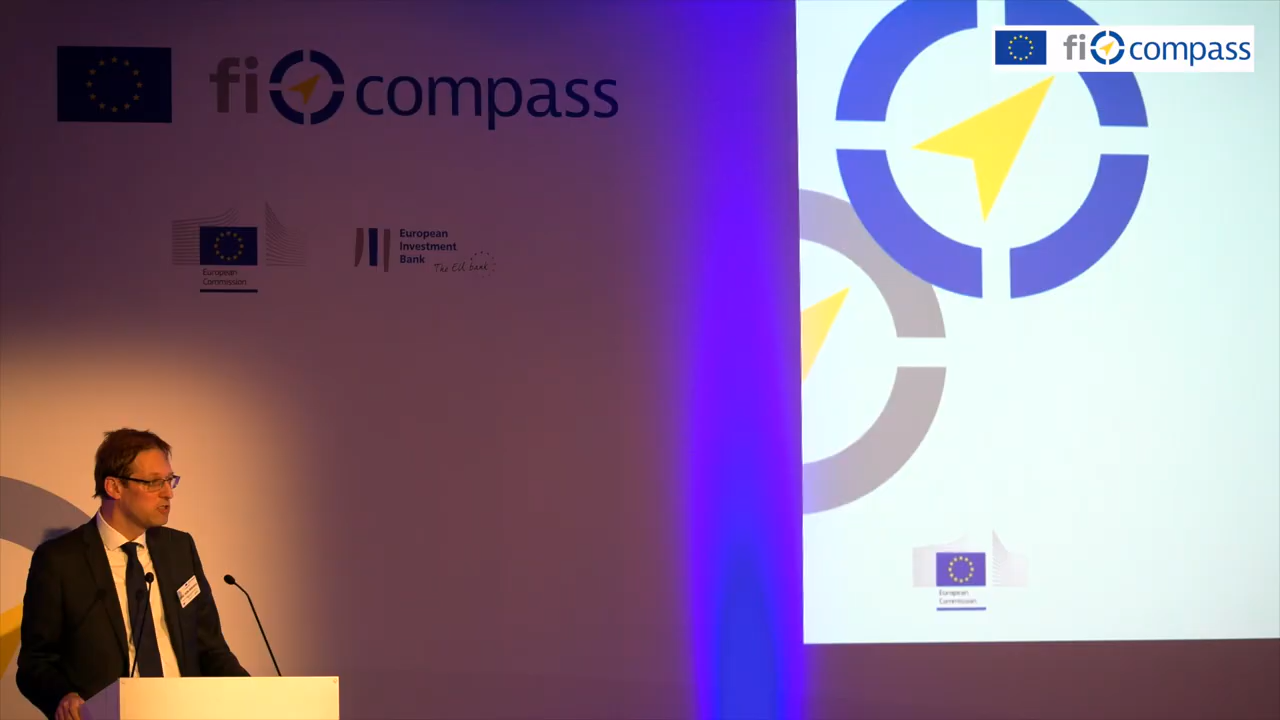 fi compass
fi compass
European
Commission
European
Investment
Bank
The EU bank
European
Commission